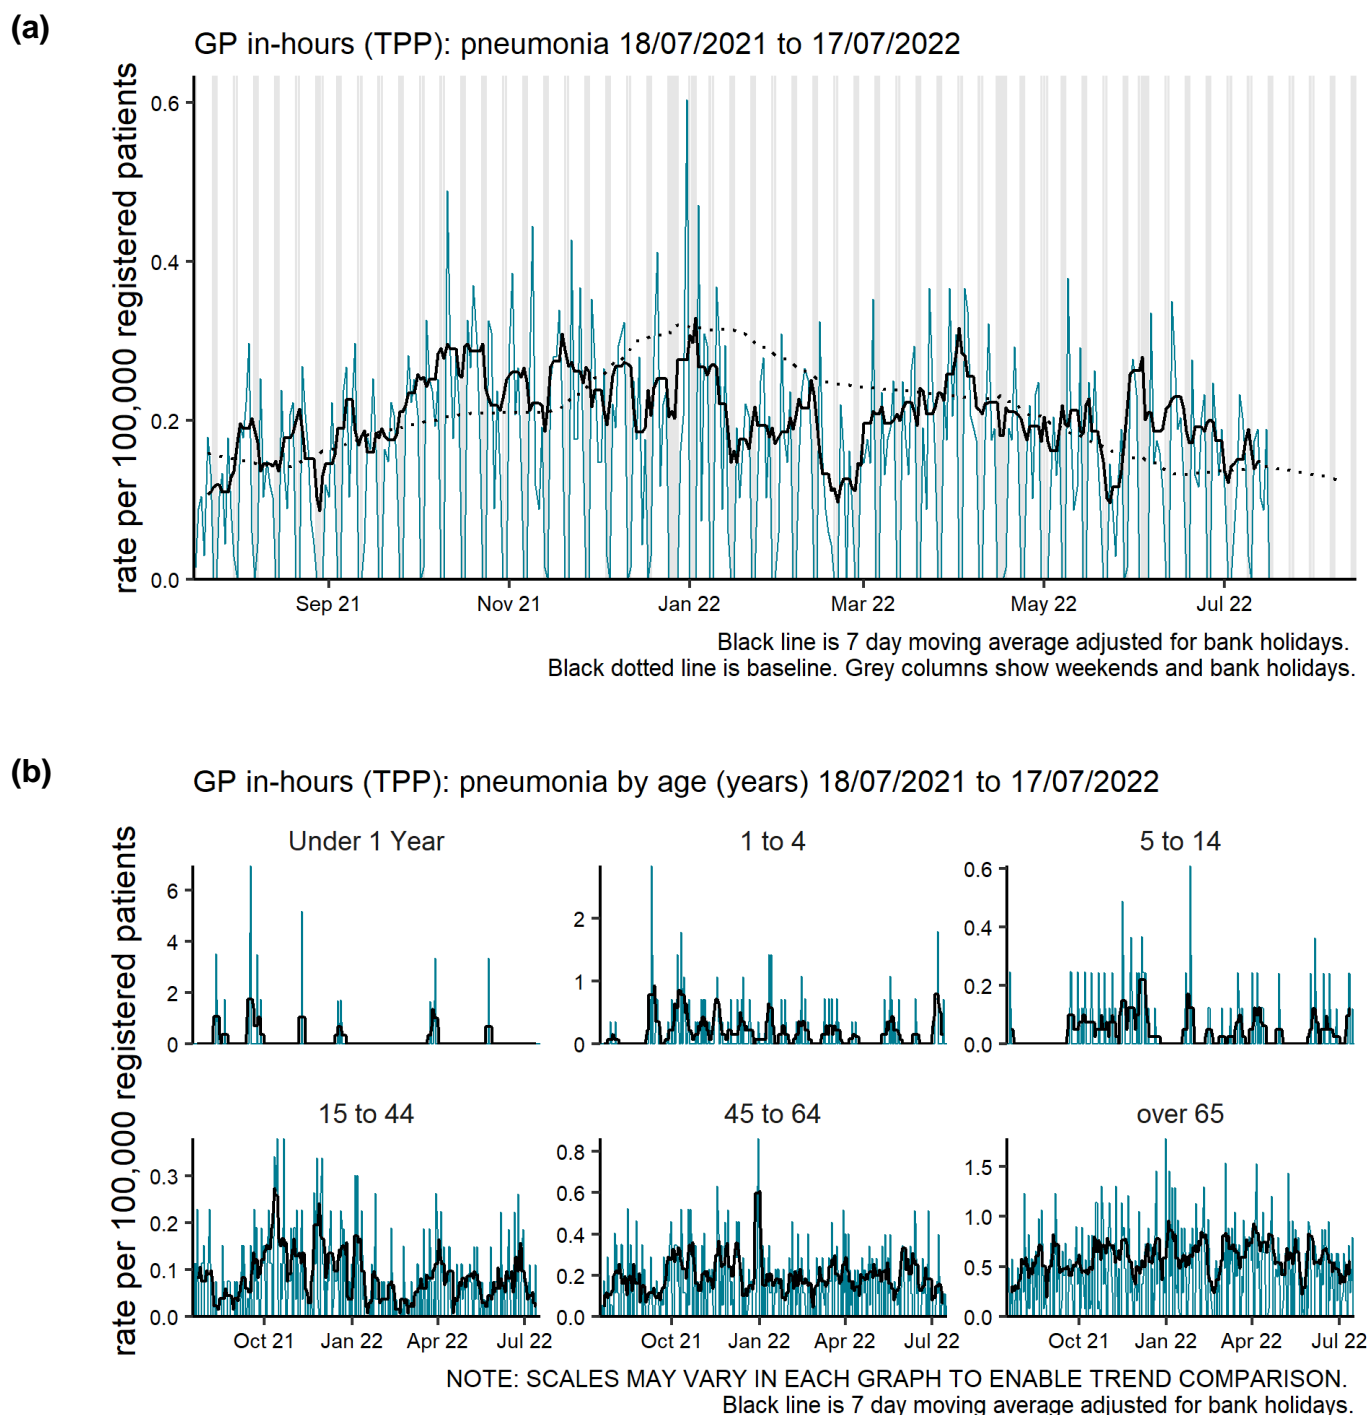 (a)
GP in-hours (TPP): pneumonia 18/07/2021 to 17/07/2022
rate per 100,000 registered patients
0.6
0.4
0.2
0.0
Sep 21 Nov 21 Jan 22 Mar 22 May 22 Jul 22
Black line is 7 day moving average adjusted for bank holidays.
Black dotted line is baseline. Grey columns show weekends and bank holidays.
(b)
GP in-hours (TPP): pneumonia by age (years) 18/07/2021 to 17/07/2022
rate per 100,000 registered patients
Under 1 Year
6
4
2
0
1 to 4
2
1
0
5 to 14
0.6
0.4
0.2
0.0
15 to 44
0.3
0.2
0.1
0.0
Oct 21 Jan 22 Apr 22 Jul 22
45 to 64
0.8
0.6
0.4
0.2
0.0
Oct 21 Jan 22 Apr 22 Jul 22
over 65
1.5
1.0
0.5
0.0
Oct 21 Jan 22 Apr 22 Jul 22
NOTE: SCALES MAY VARY IN EACH GRAPH TO ENABLE TREND COMPARISON.
Black line is 7 day moving average adjusted for bank holidays.